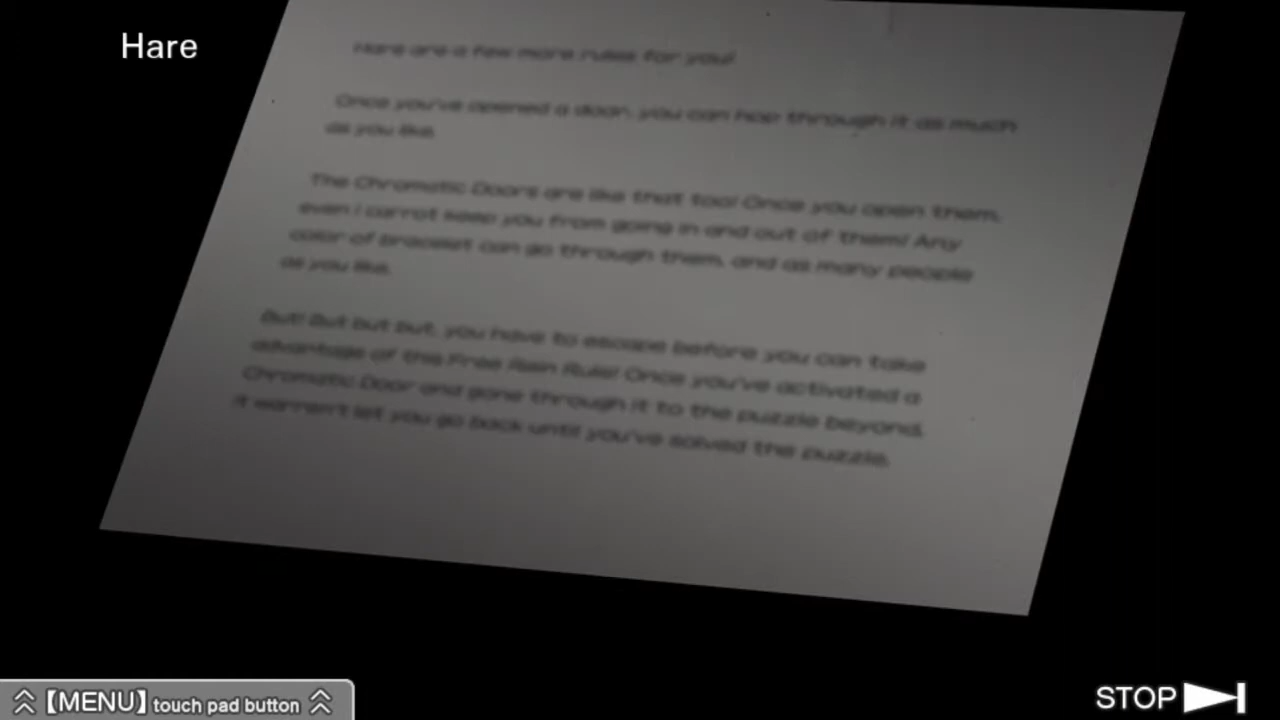 Hare
Hare are a few more rules for you!
Once you've opened a door, you can hop through it as much
as you like.
The Chromatic Doors are like that too! Once you open them,
even I carrot keep you from going in and out of them! Any
color of bracelet can go through them, and as many people
as you like.
But! But but but, you have to escape before you can take
advantage of this Free Rein Rule! Once you've activated a
Chromatic Door and gone through it to the puzzle beyond,
it warren't let you go back until you've solved the puzzle.
【MENU】touch pad button
STOP